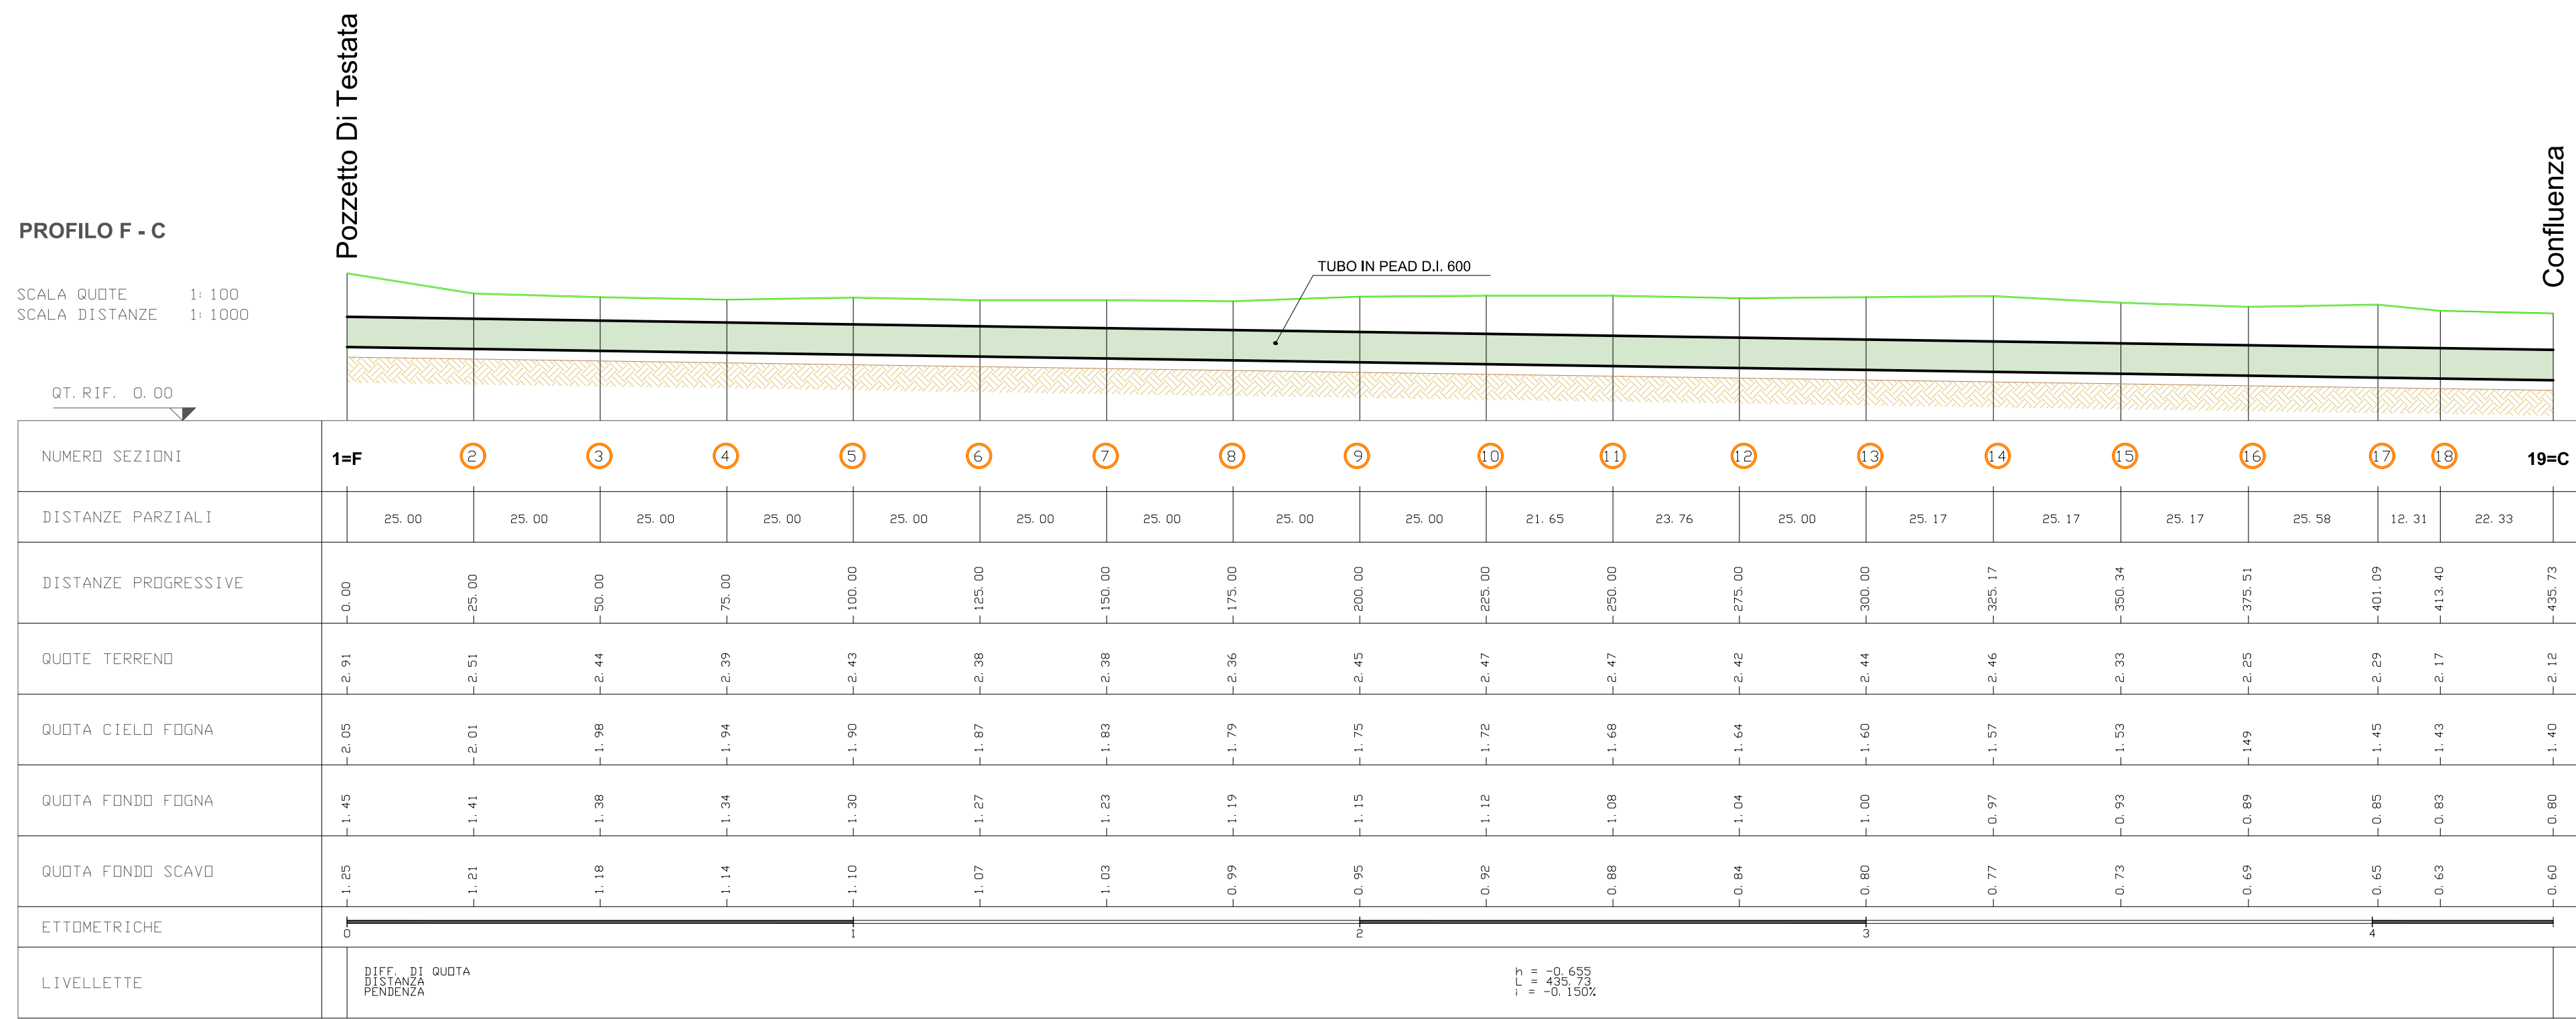 Pozzetto Di Testata
Confluenza
PROFILO F - C
TUBO IN PEAD D.I. 600
SCALA QUOTE 1: 100
SCALA DISTANZE 1: 1000
QT. RIF. 0. 00
NUMERO SEZIONI 1=F 2 3 4 5 6 7 8 9 10 11 12 13 14 15 16 17 18 19=C
DISTANZE PARZIALI 25. 00 25. 00 25. 00 25. 00 25. 00 25. 00 25. 00 25. 00 25. 00 21. 65 23. 76 25. 00 25. 17 25. 17 25. 17 25. 58 12. 31 22. 33
DISTANZE PROGRESSIVE 0. 00 25. 00 50. 00 75. 00 100. 00 125. 00 150. 00 175. 00 200. 00 225. 00 250. 00 275. 00 300. 00 325. 17 350. 34 375. 51 401. 09 413. 40 435. 73
QUOTE TERRENO 2. 91 2. 51 2. 44 2. 39 2. 43 2. 38 2. 38 2. 36 2. 45 2. 47 2. 47 2. 42 2. 44 2. 46 2. 33 2. 25 2. 29 2. 17 2. 12
QUOTA CIELO FOGNA 2. 05 2. 01 1. 98 1. 94 1. 90 1. 87 1. 83 1. 79 1. 75 1. 72 1. 68 1. 64 1. 60 1. 57 1. 53 149 1. 45 1. 43 1. 40
QUOTA FONDO FOGNA 1. 45 1. 41 1. 38 1. 34 1. 30 1. 27 1. 23 1. 19 1. 15 1. 12 1. 08 1. 04 1. 00 0. 97 0. 93 0. 89 0. 85 0. 83 0. 80
QUOTA FONDO SCAVO 1. 25 1. 21 1. 18 1. 14 1. 10 1. 07 1. 03 0. 99 0. 95 0. 92 0. 88 0. 84 0. 80 0. 77 0. 73 0. 69 0. 65 0. 63 0. 60
ETTOMETRICHE 0 1 2 3 4
LIVELLETTE
DIFF. DI QUOTA h = -0. 655
DISTANZA L = 435. 73
PENDENZA i = -0. 150%